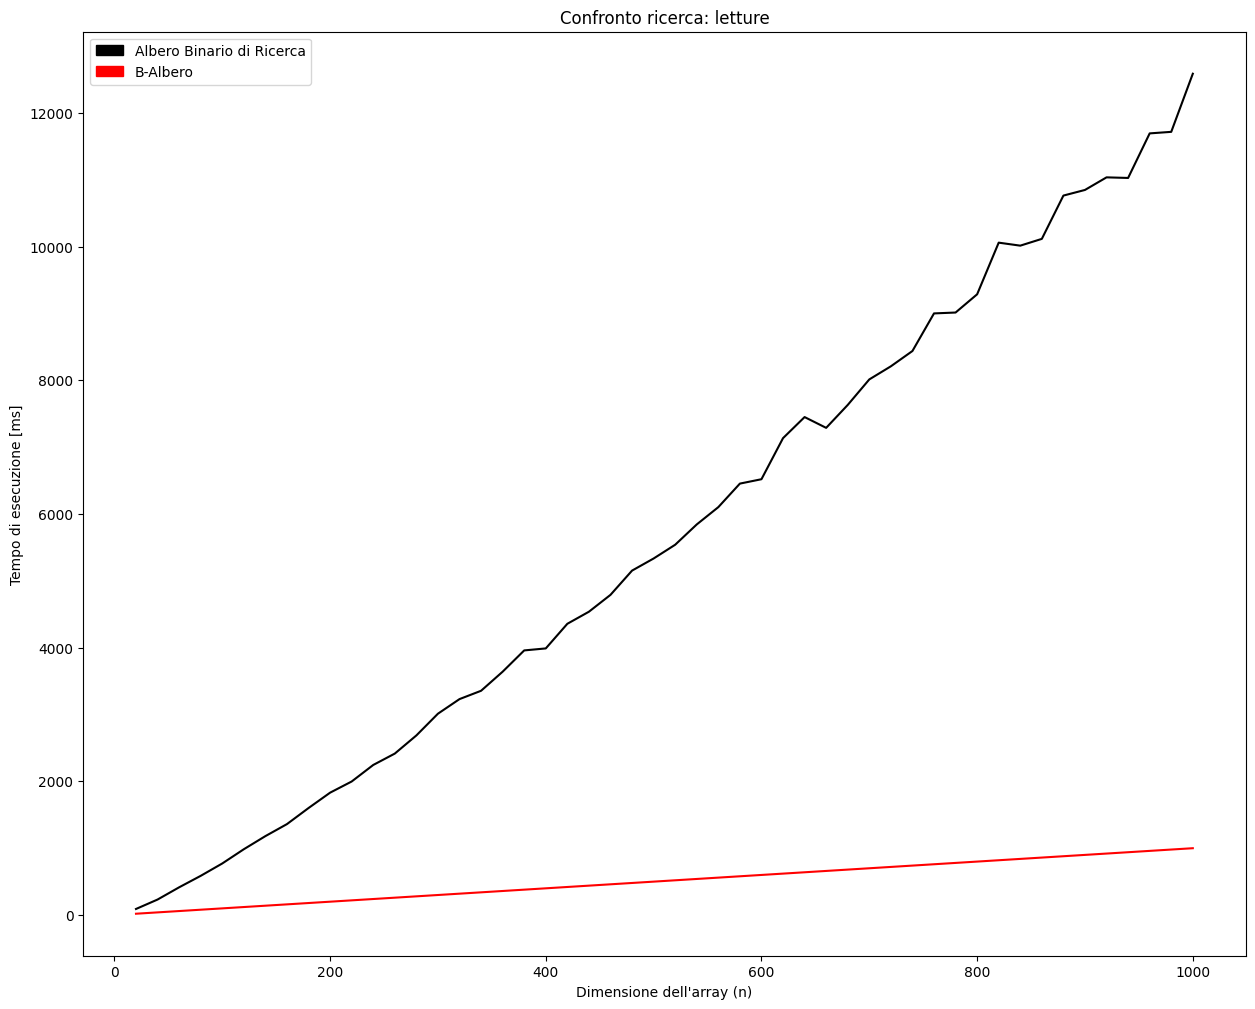 Confronto ricerca: letture
Albero Binario di Ricerca
B-Albero
12000
10000
8000
6000
4000
2000
0
Tempo di esecuzione [ms]
0 200 400 600 800 1000
Dimensione dell'array (n)